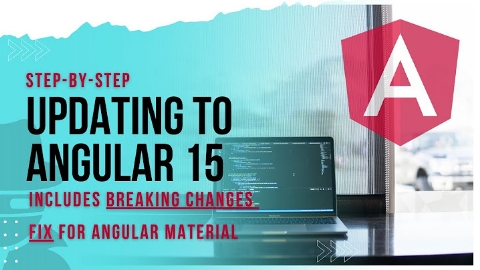 STEP-BY-STEP
UPDATING TO
ANGULAR 15
INCLUDES BREAKING CHANGES
FIX FOR ANGULAR MATERIAL
A